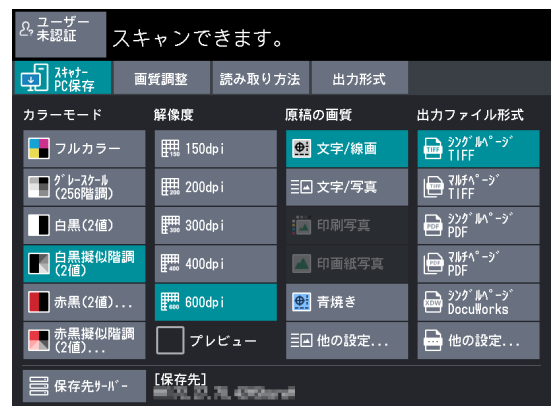 ユーザー
未認証
スキャンできます。
ｽｷｬﾅｰ
PC保存
画質調整
読み取り方法
出力形式
カラーモード
フルカラー
ｸﾞﾚｰｽｹｰﾙ
(256階調)
白黒(2値)
白黒擬似階調
(2値)
赤黒(2値)...
赤黒擬似階調
(2値)...
解像度
150dpi
200dpi
300dpi
400dpi
600dpi
プレビュー
原稿の画質
文字/線画
文字/写真
印刷写真
印画紙写真
青焼き
他の設定...
出力ファイル形式
ｼﾝｸﾞﾙﾍﾟｰｼﾞ
TIFF
ﾏﾙﾁﾍﾟｰｼﾞ
TIFF
ｼﾝｸﾞﾙﾍﾟｰｼﾞ
PDF
ﾏﾙﾁﾍﾟｰｼﾞ
PDF
ｼﾝｸﾞﾙﾍﾟｰｼﾞ
DocuWorks
他の設定...
保存先ｻｰﾊﾞｰ
[保存先]